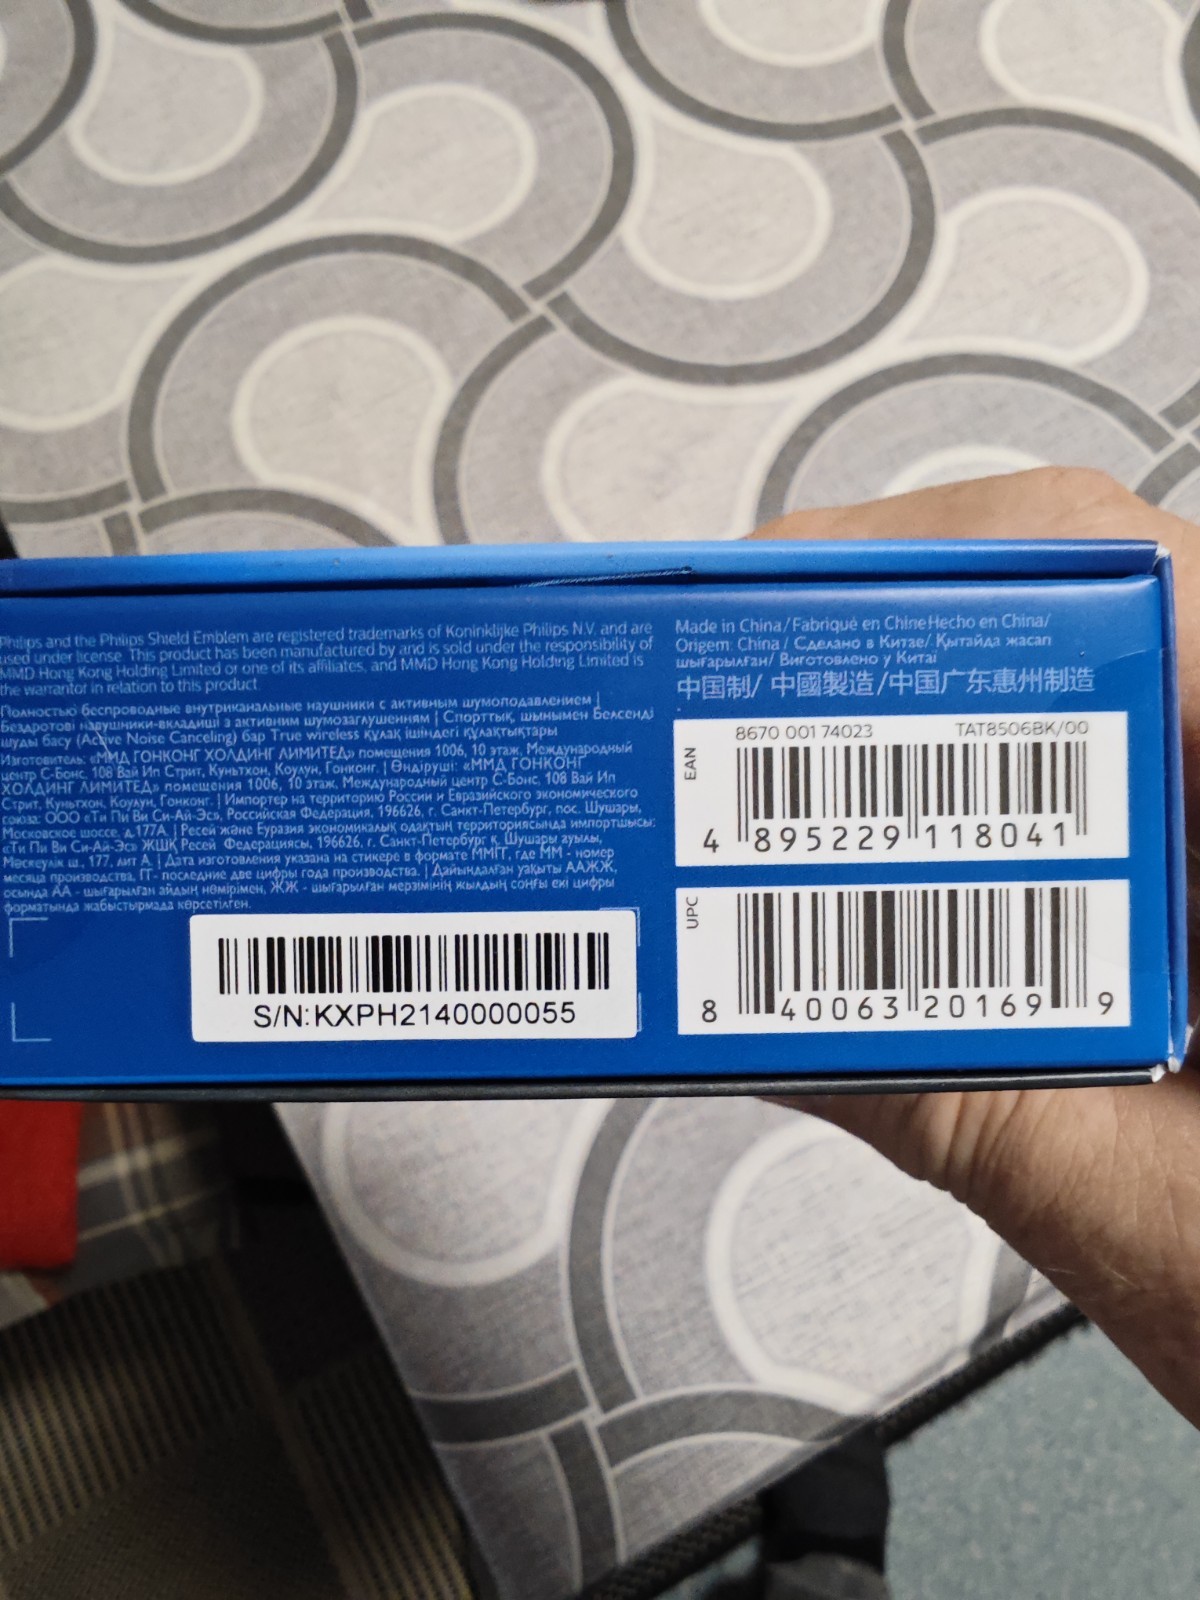 Philips and the Philips Shield Emblem are registered trademarks of Koninklijke Philips N.V. and are
used under license. This product has been manufactured by and is sold under the responsibility of
MMD Hong Kong Holding Limited or one of its affiliates, and MMD Hong Kong Holding Limited is
the warrantor in relation to this product.
Полностью беспроводные внутриканальные наушники с активным шумоподавлением |
Бездротові навушники-вкладиші з активним шумозаглушенням | Спорттық, шынымен Белсенді
шуды басу (Active Noise Canceling) бар True wireless құлақ ішіндегі құлақтықтары
Изготовитель: «ММД ГОНКОНГ ХОЛДИНГ ЛИМИТЕД» помещения 1006, 10 этаж, Международный
центр С-Бонс, 108 Вай Ип Стрит, Куньтхон, Коулун, Гонконг. | Өндіруші: «ММД ГОНКОНГ
ХОЛДИНГ ЛИМИТЕД» помещения 1006, 10 этаж, Международный центр С-Бонс, 108 Вай Ип
Стрит, Куньтхон, Коулун, Гонконг. | Импортер на территорию России и Евразийского экономического
союза: ООО «Ти Пи Ви Си-Ай-Эс», Российская Федерация, 196626, г. Санкт-Петербург, пос. Шушары,
Московское шоссе, д.177А. | Ресей және Еуразия экономикалық одақтың территориясында импортшысы:
«Ти Пи Ви Си-Ай-Эс» ЖШҚ Ресей Федерациясы, 196626, г. Санкт-Петербург қ. Шушары ауылы,
Мәскеулік ш., 177, лит А. | Дата изготовления указана на стикере в формате ММГГ, где ММ - номер
месяца производства, ГГ- последние две цифры года производства. | Дайындалған уақыты ААЖЖ,
осында АА - шығарылған айдың нөмірімен, ЖЖ - шығарылған мерзімінің жылдың соңғы екі цифры
форматында жабыстырмада көрсетілген.
S/N:KXPH2140000055
Made in China/Fabriqué en Chine Hecho en China/
Origem: China / Сделано в Китае/ Қытайда жасап
шығарылған/ Виготовлено у Китаї
中国制/ 中國製造/中国广东惠州制造
8670 001 74023 TAT8506BK/00
EAN
4 895229 118041
UPC
8 40063 20169 9